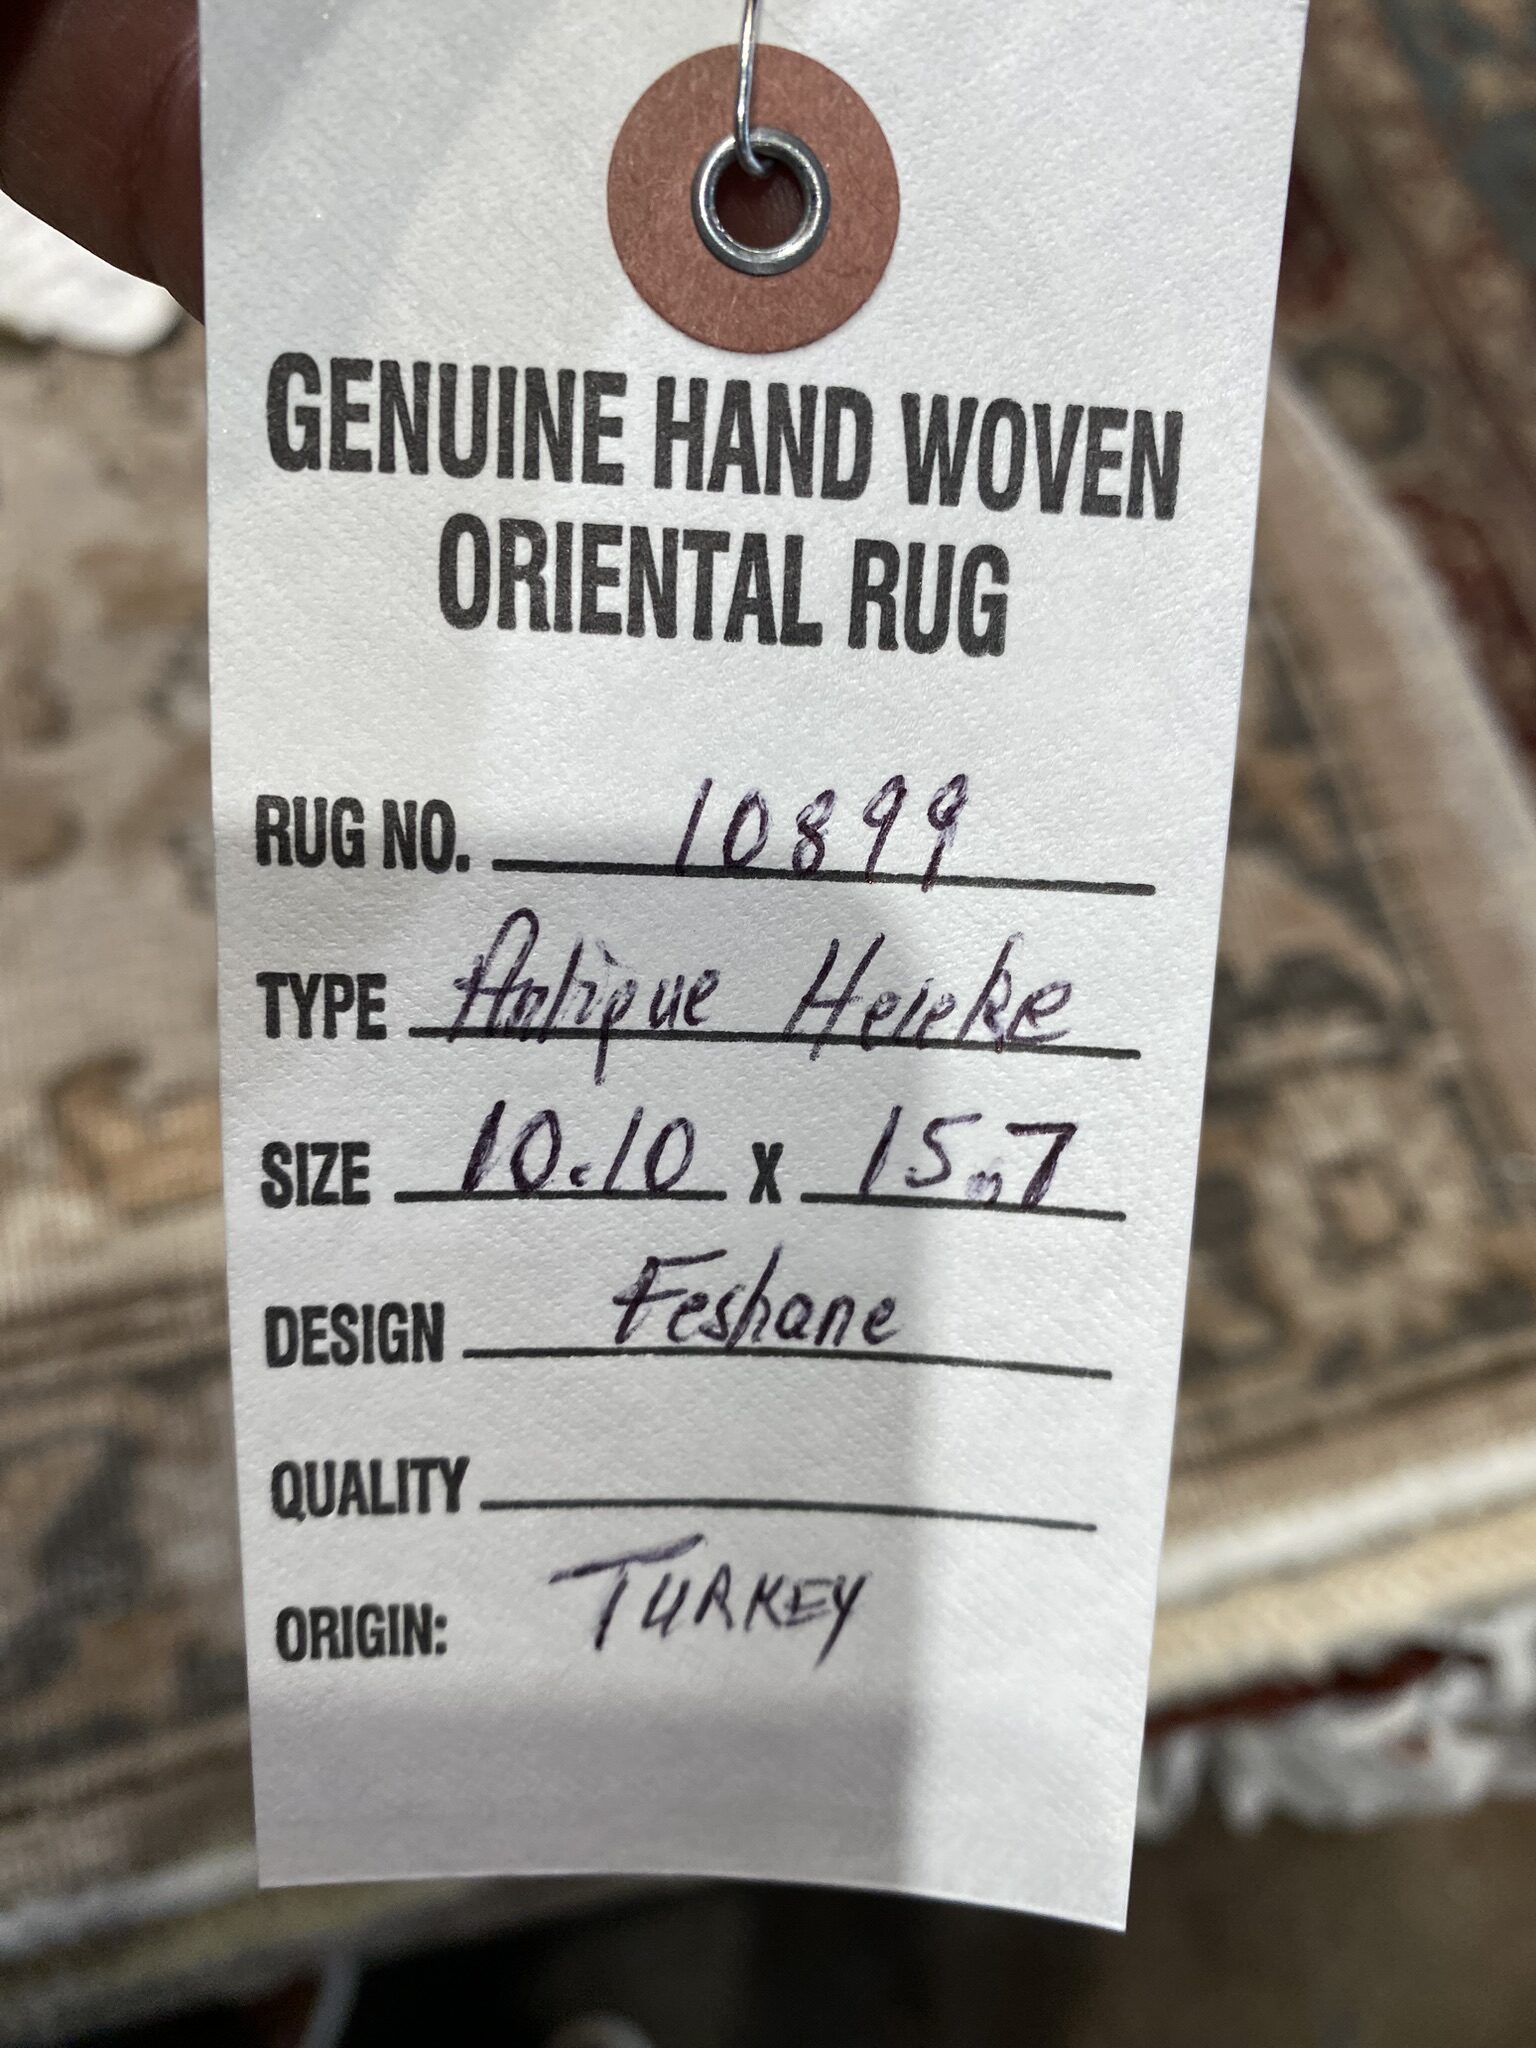 GENUINE HAND WOVEN
ORIENTAL RUG
RUG NO. 10899
TYPE Antique Hereke
SIZE 10.10 X 15.7
DESIGN Feshane
QUALITY
ORIGIN: TURKEY